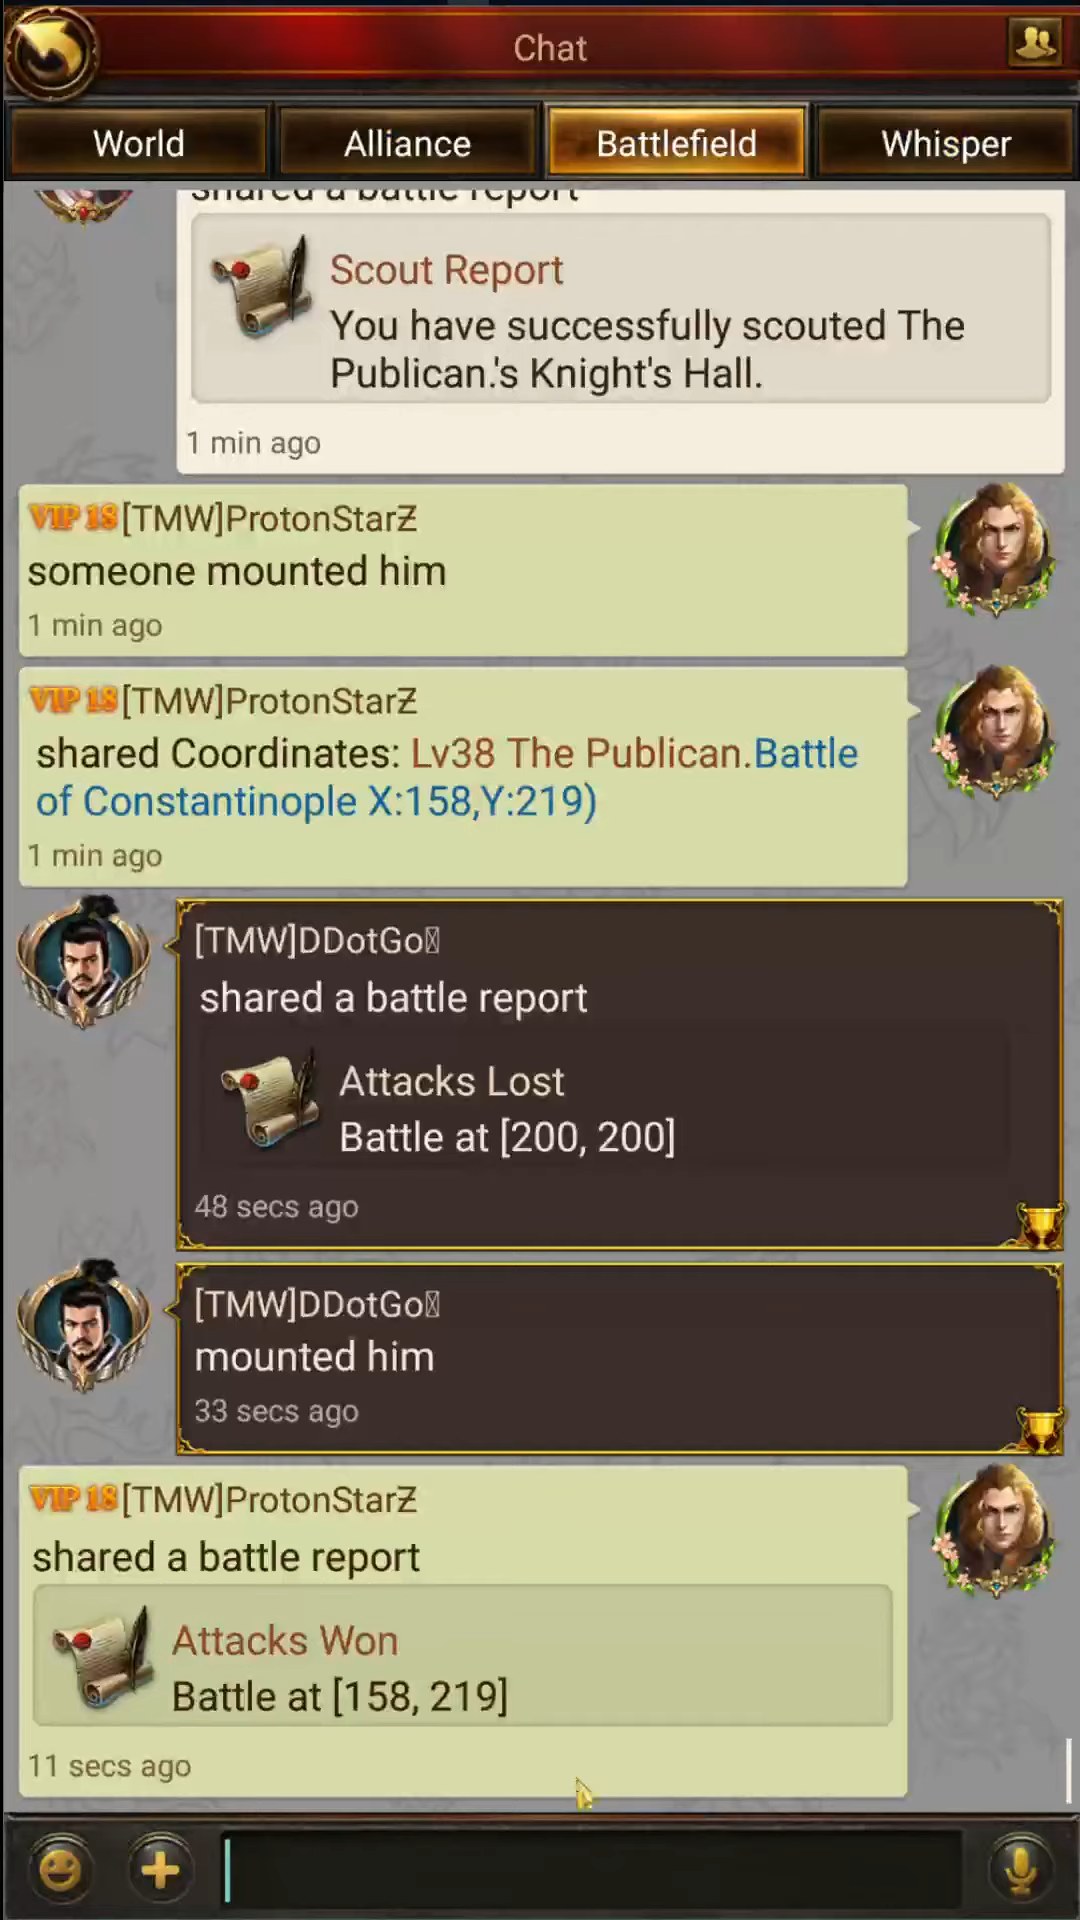 Chat
World
Alliance
Battlefield
Whisper
shared a battle report
Scout Report
You have successfully scouted The
Publican.'s Knight's Hall.
1 min ago
VIP 18[TMW]ProtonStarƵ
someone mounted him
1 min ago
VIP 18[TMW]ProtonStarƵ
shared Coordinates: Lv38 The Publican.Battle
of Constantinople X:158,Y:219)
1 min ago
[TMW]DDotGo
shared a battle report
Attacks Lost
Battle at [200, 200]
48 secs ago
[TMW]DDotGo
mounted him
33 secs ago
VIP 18[TMW]ProtonStarƵ
shared a battle report
Attacks Won
Battle at [158, 219]
11 secs ago